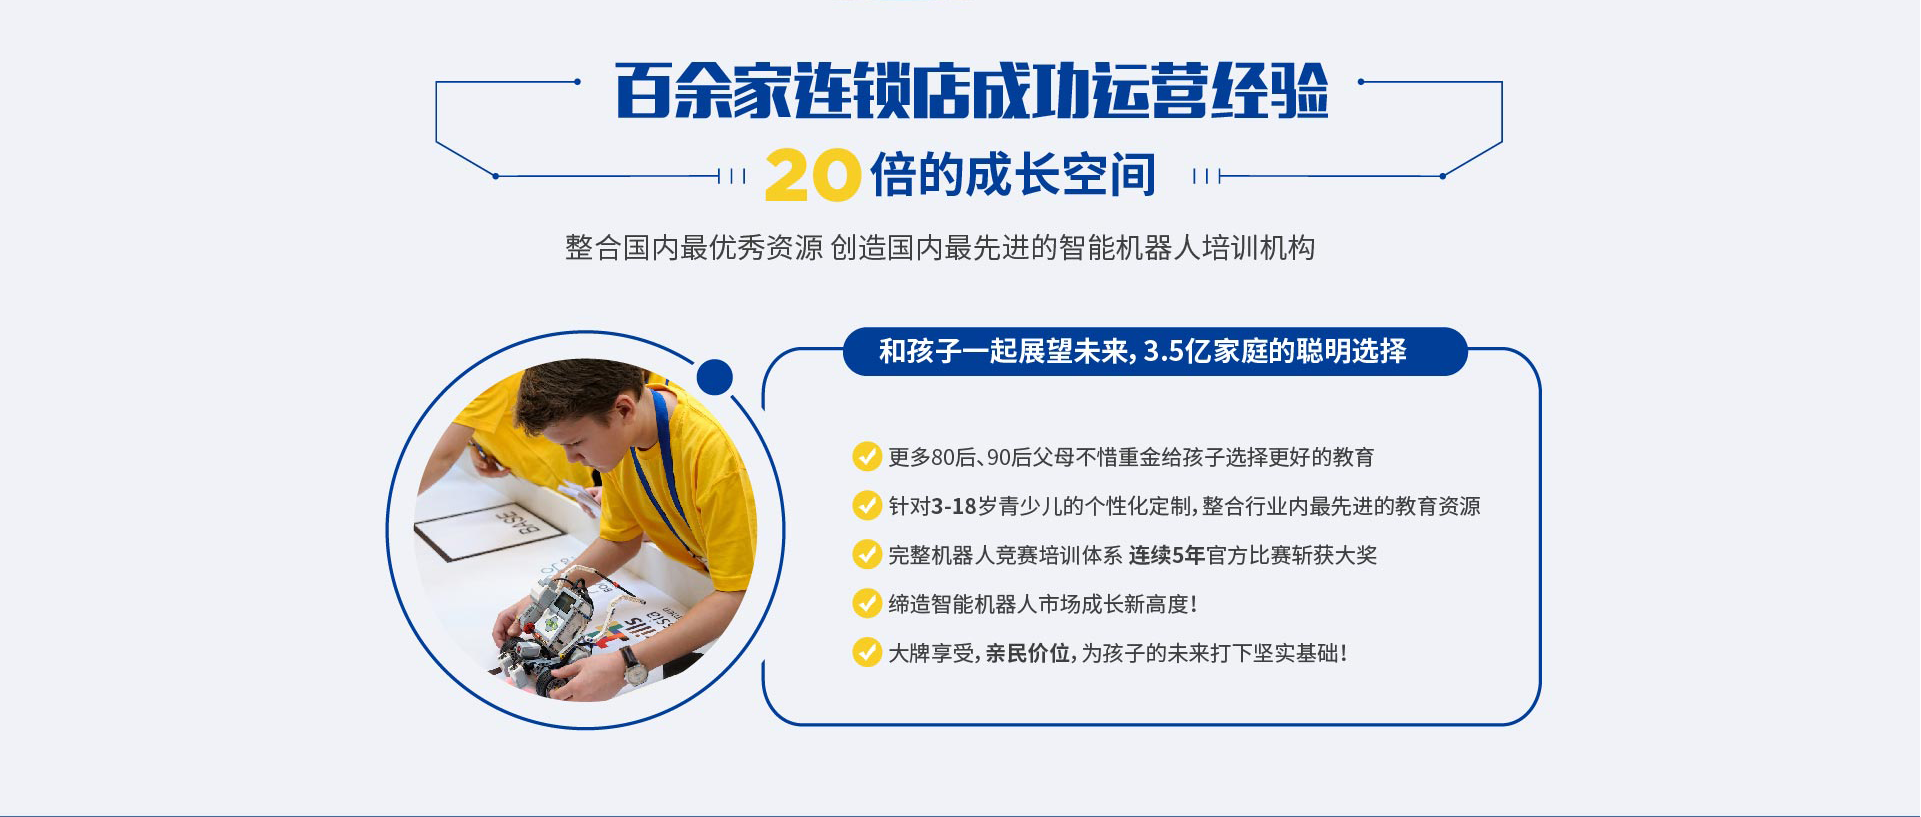 百余家连锁店成功运营经验
20倍的成长空间
整合国内最优秀资源 创造国内最先进的智能机器人培训机构
和孩子一起展望未来，3.5亿家庭的聪明选择
更多80后、90后父母不惜重金给孩子选择更好的教育
针对3-18岁青少儿的个性化定制，整合行业内最先进的教育资源
完整机器人竞赛培训体系 连续5年官方比赛斩获大奖
缔造智能机器人市场成长新高度！
大牌享受，亲民价位，为孩子的未来打下坚实基础！
BASE